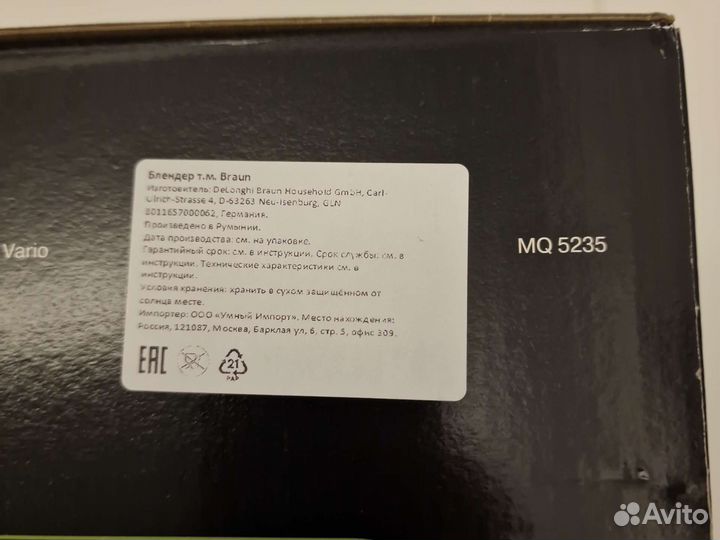 Блендер т.м. Braun
Изготовитель: DeLonghi Braun Household GmbH, Carl-
Ulrich-Strasse 4, D-63263 Neu-Isenburg, GLN
8011657000062, Германия.
Произведено в Румынии.
Дата производства: см. на упаковке.
Гарантийный срок: см. в инструкции. Срок службы: см. в
инструкции. Технические характеристики см. в
инструкции.
Условия хранения: хранить в сухом защищённом от
солнца месте.
Импортер: ООО «Умный Импорт». Место нахождения:
Россия, 121087, Москва, Барклая ул, 6, стр. 5, офис 309.
EAC
21
PAP
Vario
MQ 5235
Avito